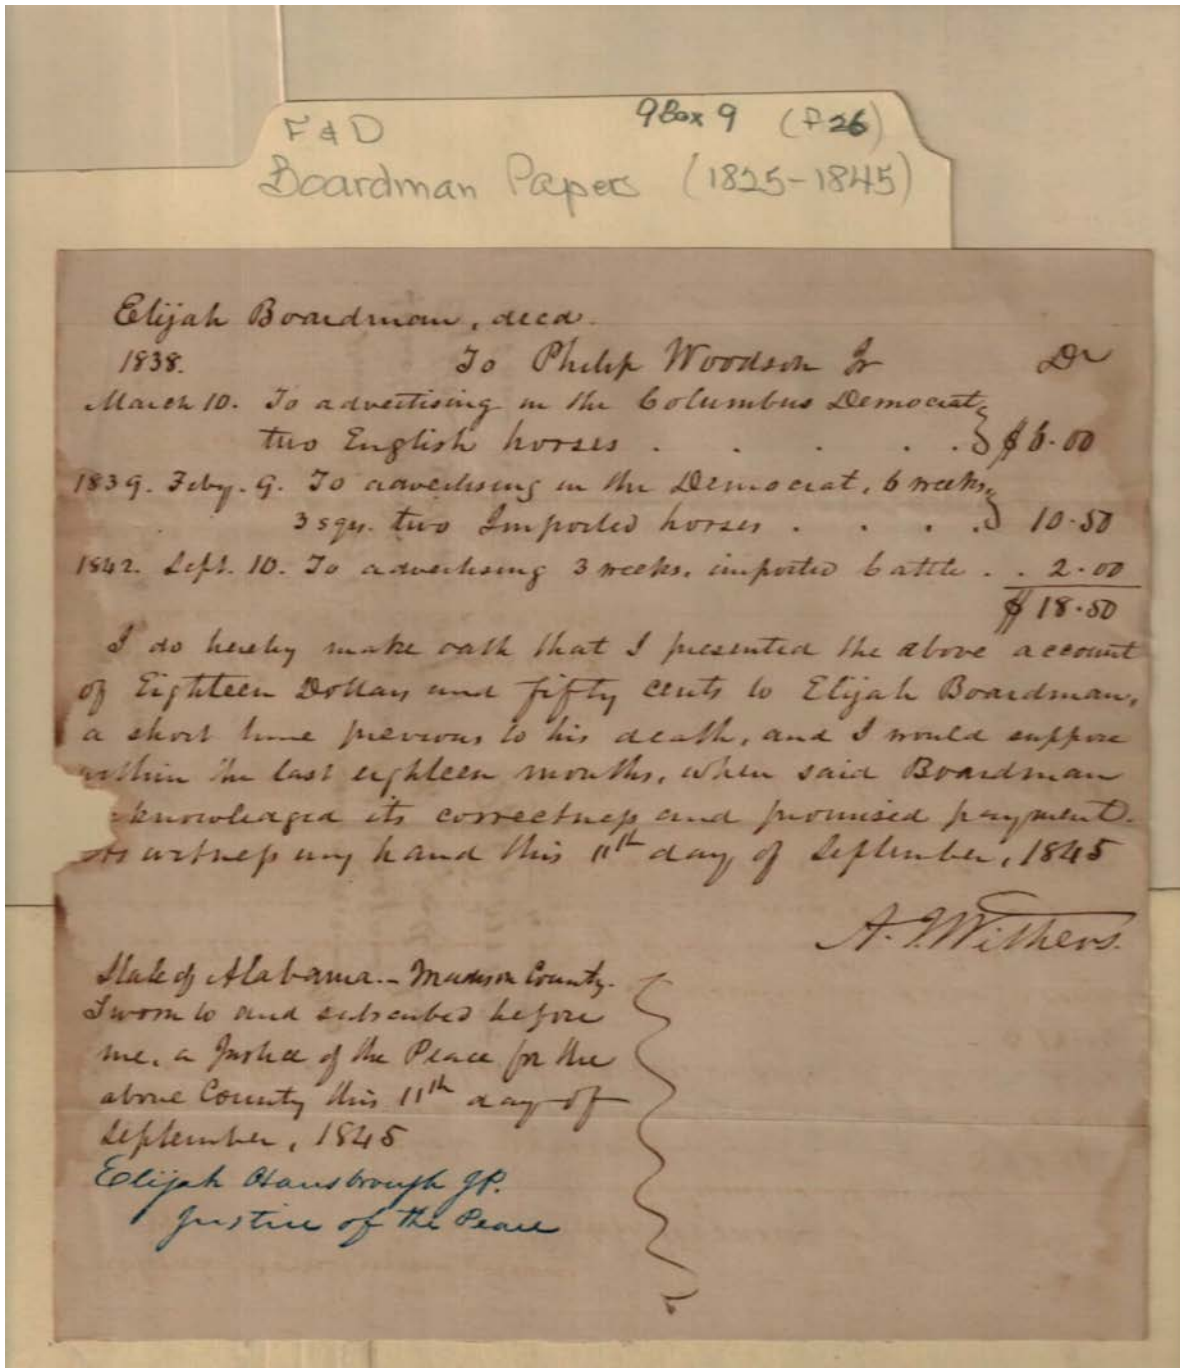 F & D 9 Box 9 (F 26)
Boardman Papers (1825-1845)
Elijah Boardman, decd.
1838. To Philip Woodson Jr Dr
March 10. To advertising in the Columbus Democrat,
two English horses . . . . . $6.00
1839. Feby. 9. To advertising in the Democrat, 6 weeks,
3 sqrs. two Imported horses . . . . 10.50
1842. Sept. 10. To advertising 3 weeks, imported Cattle . . 2.00
$18.50
I do hereby make oath that I presented the above account
of Eighteen Dollars and fifty cents to Elijah Boardman,
a short time previous to his death, and I would suppose
within the last eighteen months, when said Boardman
knowledged its correctness and promised payment.
As witness my hand this 11th day of September, 1845
A. J. Withers.
State of Alabama.- Madison County.
Sworn to and subscribed before
me, a Justice of the Peace for the
above County this 11th day of
September, 1845
Elijah Hansbrough JP.
Justice of the Peace